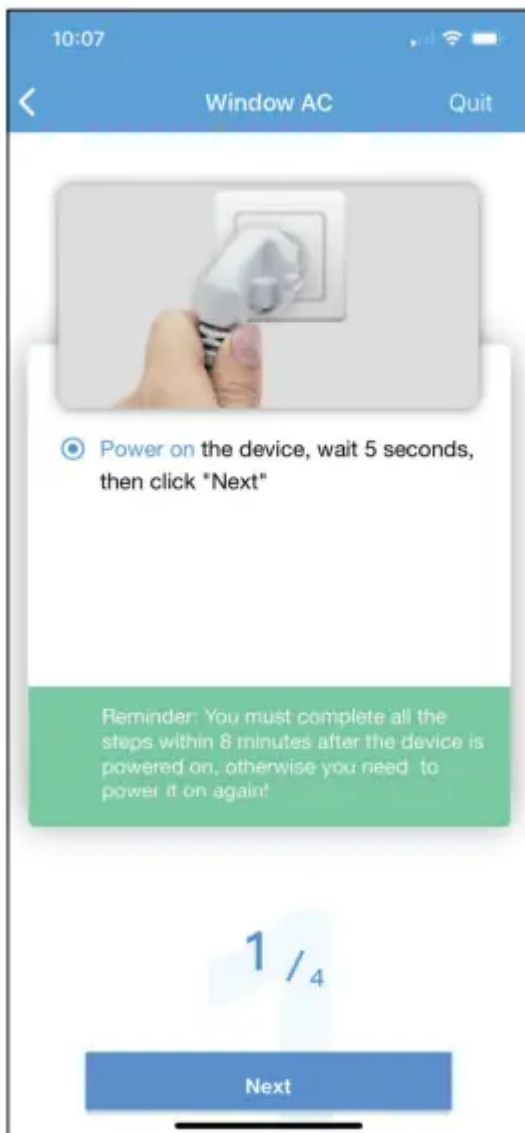 10:07
Window AC
Quit
Power on the device, wait 5 seconds,
then click "Next"
Reminder: You must complete all the
steps within 8 minutes after the device is
powered on, otherwise you need to
power it on again!
1 / 4
Next